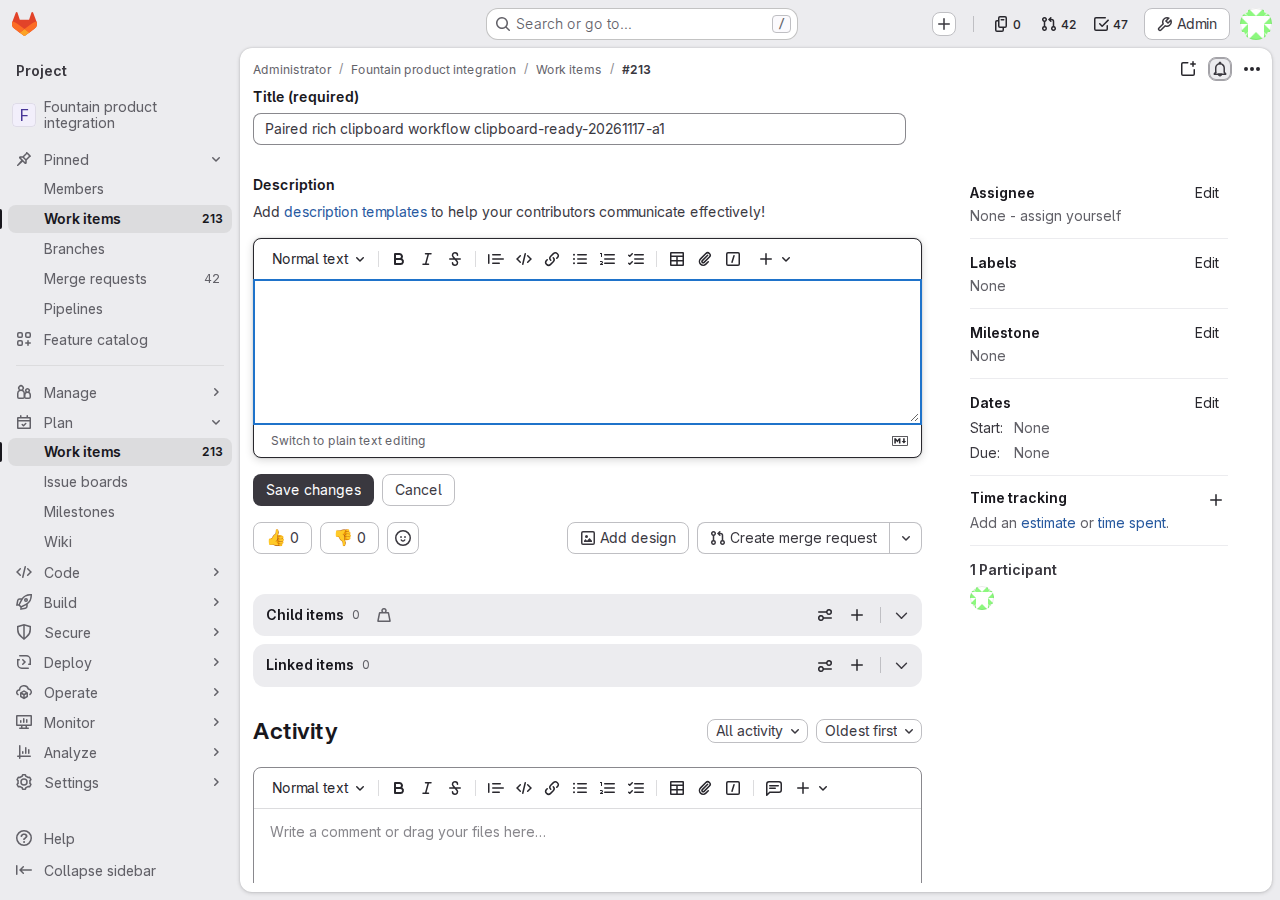 Search or go to...
/
0
42
47
Admin
Project
F
Fountain product integration
Pinned
Members
Work items
213
Branches
Merge requests
42
Pipelines
Feature catalog
Manage
Plan
Work items
213
Issue boards
Milestones
Wiki
Code
Build
Secure
Deploy
Operate
Monitor
Analyze
Settings
Help
Collapse sidebar
Administrator / Fountain product integration / Work items / #213
Title (required)
Paired rich clipboard workflow clipboard-ready-20261117-a1
Description
Add description templates to help your contributors communicate effectively!
Normal text
Switch to plain text editing
Save changes
Cancel
👍 0
👎 0
Add design
Create merge request
Child items 0
Linked items 0
Activity
All activity
Oldest first
Normal text
Write a comment or drag your files here…
Assignee
Edit
None - assign yourself
Labels
Edit
None
Milestone
Edit
None
Dates
Edit
Start: None
Due: None
Time tracking
Add an estimate or time spent.
1 Participant